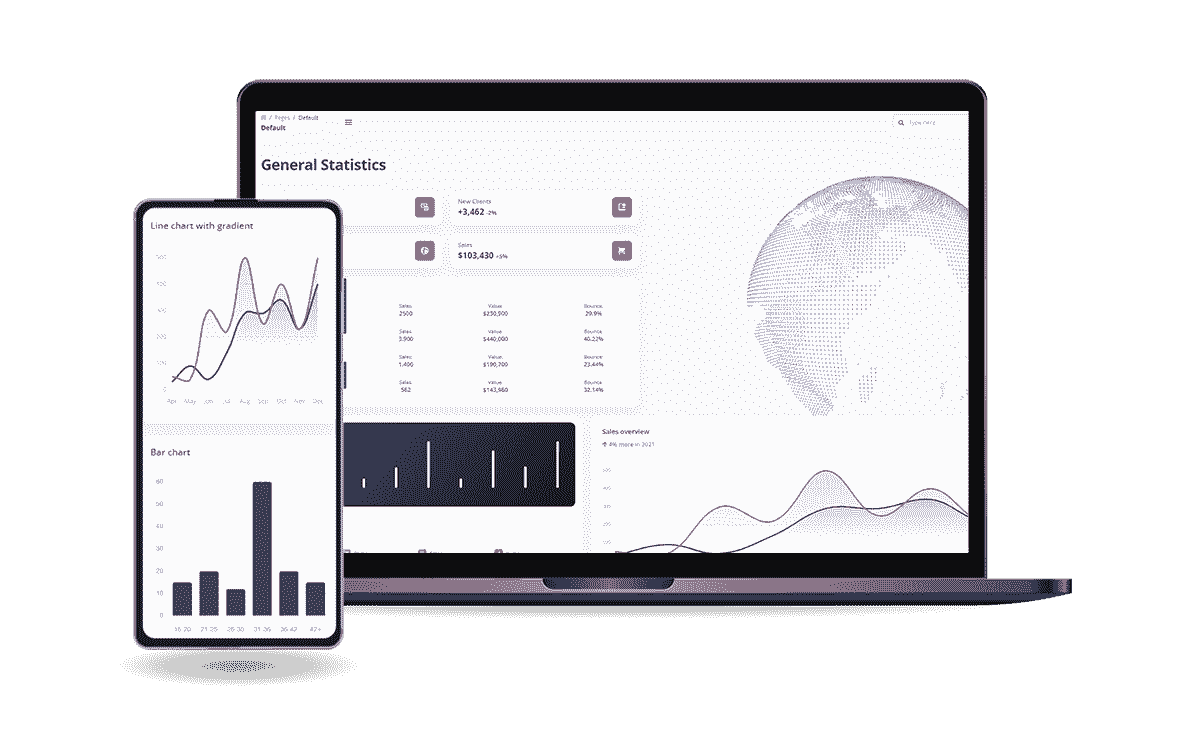 / Pages / Default
Default
Type here
General Statistics
New Clients
+3,462 -2%
Sales
$103,430 +5%
Sales Value Bounce
2500 $230,900 29.9%
Sales Value Bounce
3.900 $440,000 40.22%
Sales Value Bounce
1.400 $190,700 23.44%
Sales Value Bounce
562 $143,960 32.14%
Sales overview
4% more in 2021
Line chart with gradient
Apr May Jun Jul Aug Sep Oct Nov Dec
Bar chart
60
50
40
30
20
10
0
16-20 21-25 26-30 31-36 36-42 42+